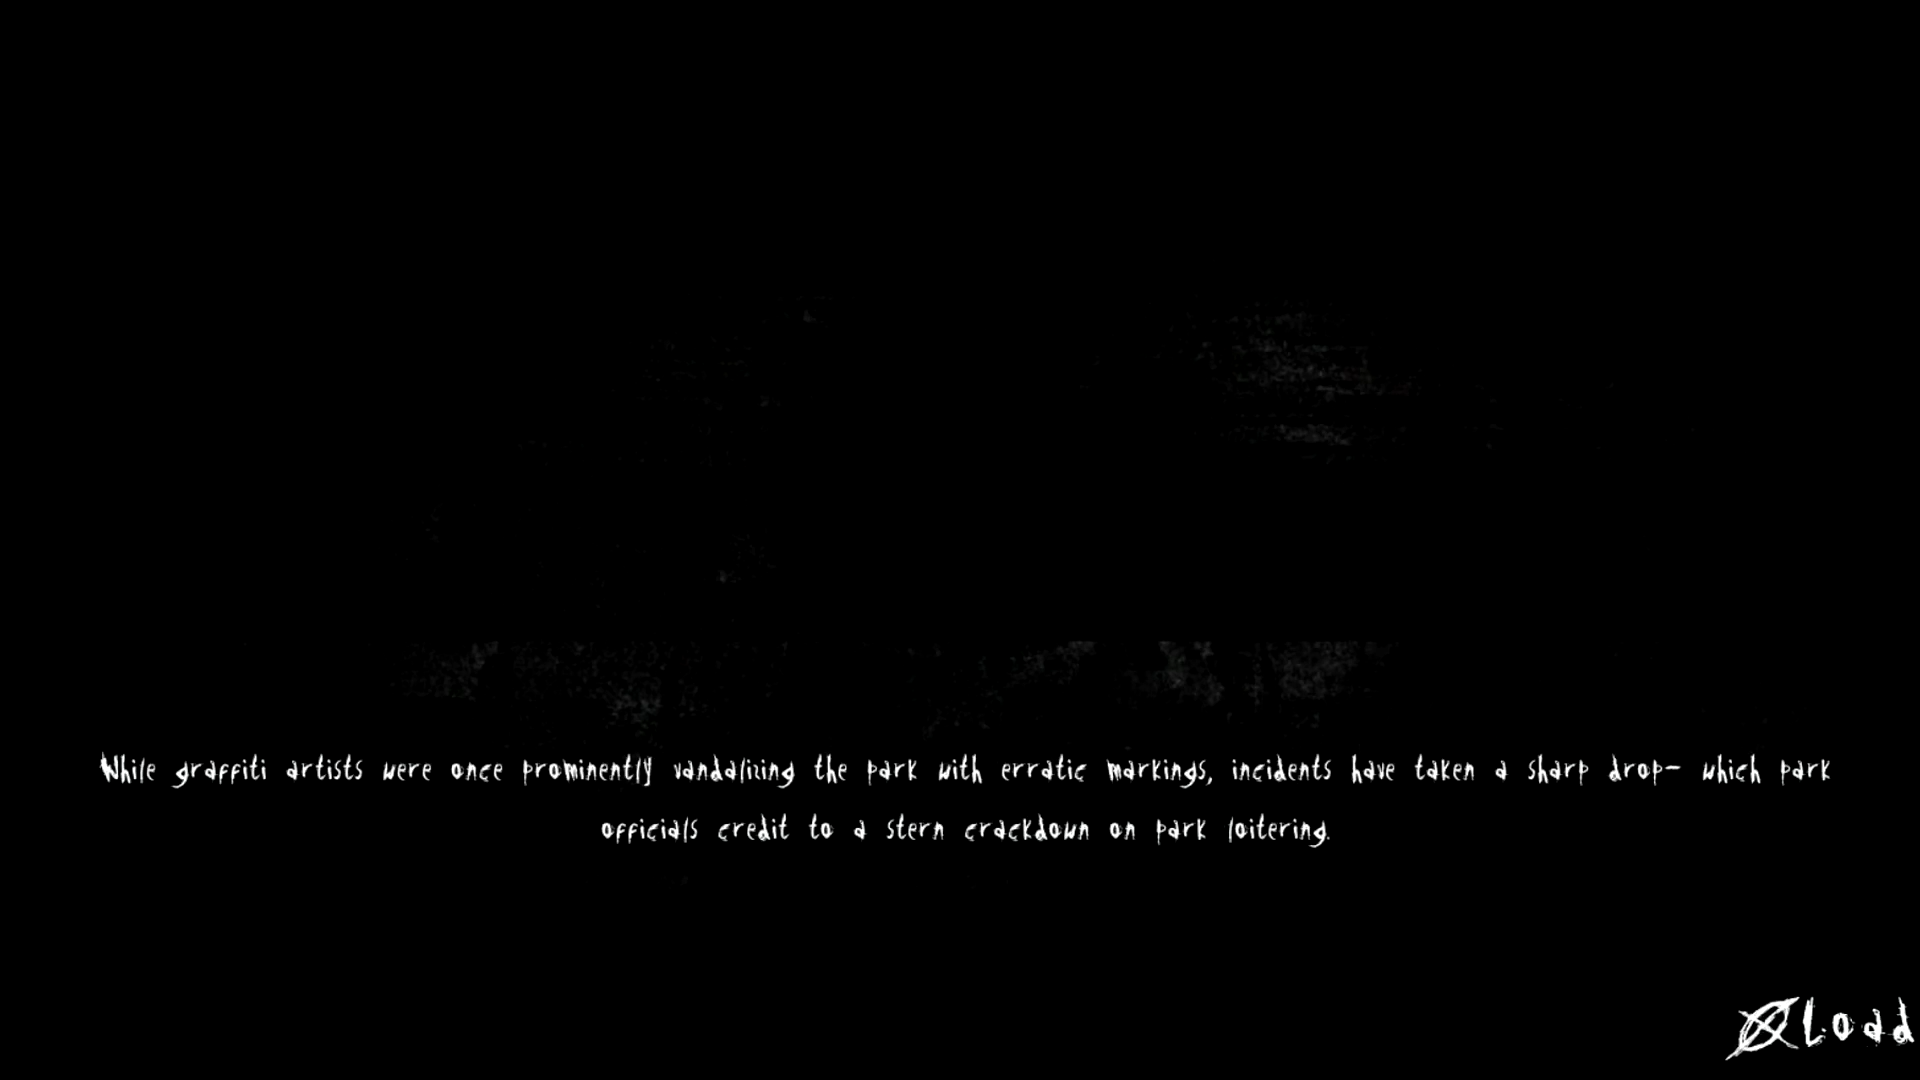 While graffiti artists were once prominently vandalizing the park with erratic markings, incidents have taken a sharp drop- which park
officials credit to a stern crackdown on park loitering.
Load